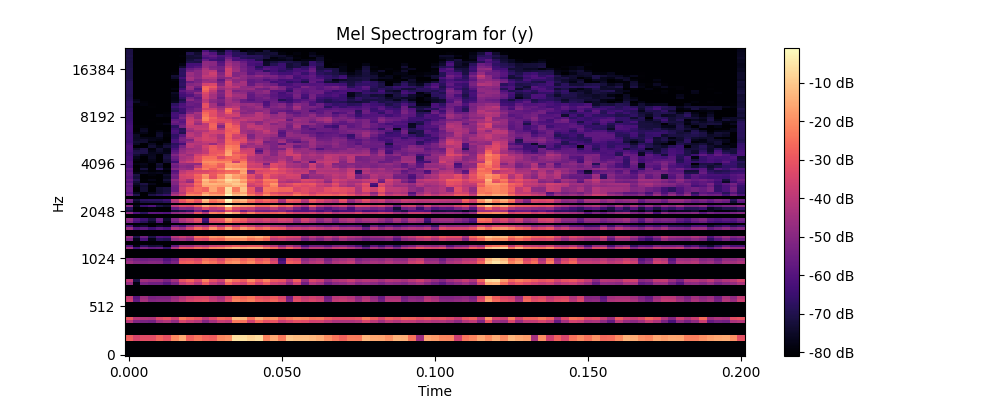 Mel Spectrogram for (y)
16384
8192
4096
2048
1024
512
0
Hz
0.000 0.050 0.100 0.150 0.200
Time
-10 dB
-20 dB
-30 dB
-40 dB
-50 dB
-60 dB
-70 dB
-80 dB